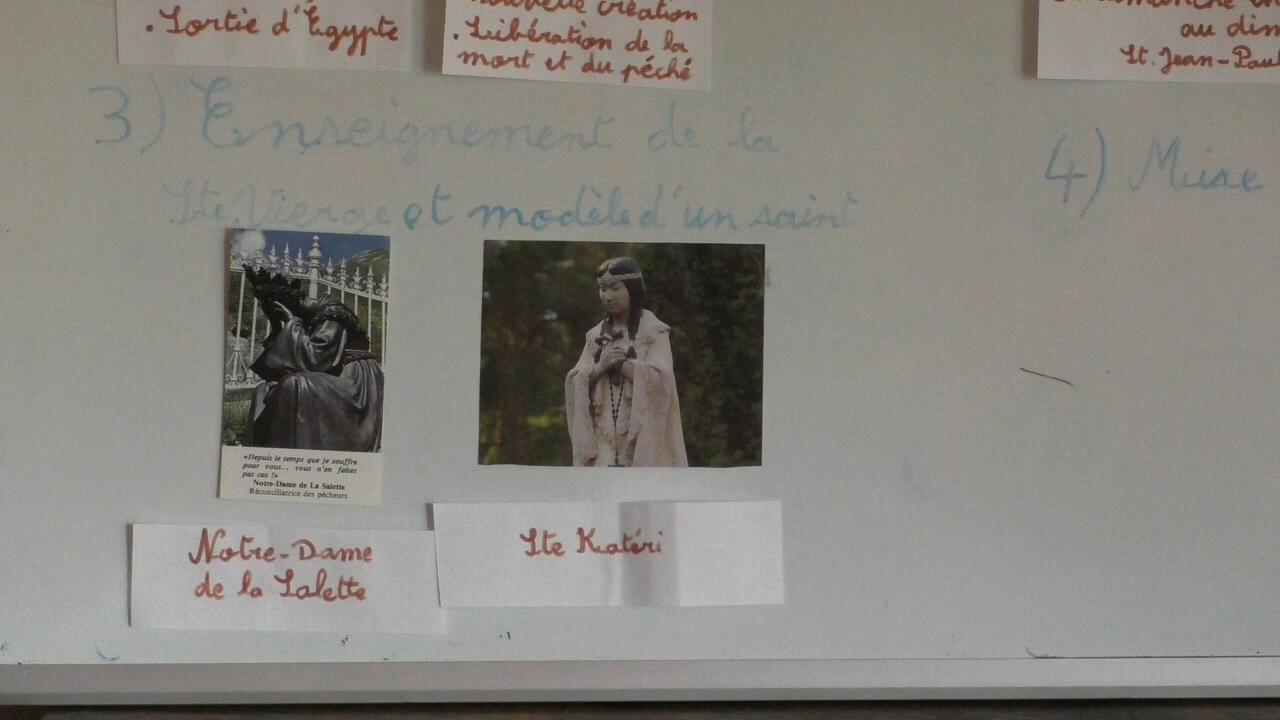 . Sortie d'Égypte
nouvelle création
. Libération de la
mort et du péché
au dim
St. Jean-Paul
3) Enseignement de la
Ste Vierge et modèle d'un saint
4) Mise
«Depuis le temps que je souffre
pour vous... vous n'en faites
pas cas !»
Notre-Dame de La Salette
Réconciliatrice des pécheurs
Notre-Dame
de la Salette
Ste Katéri